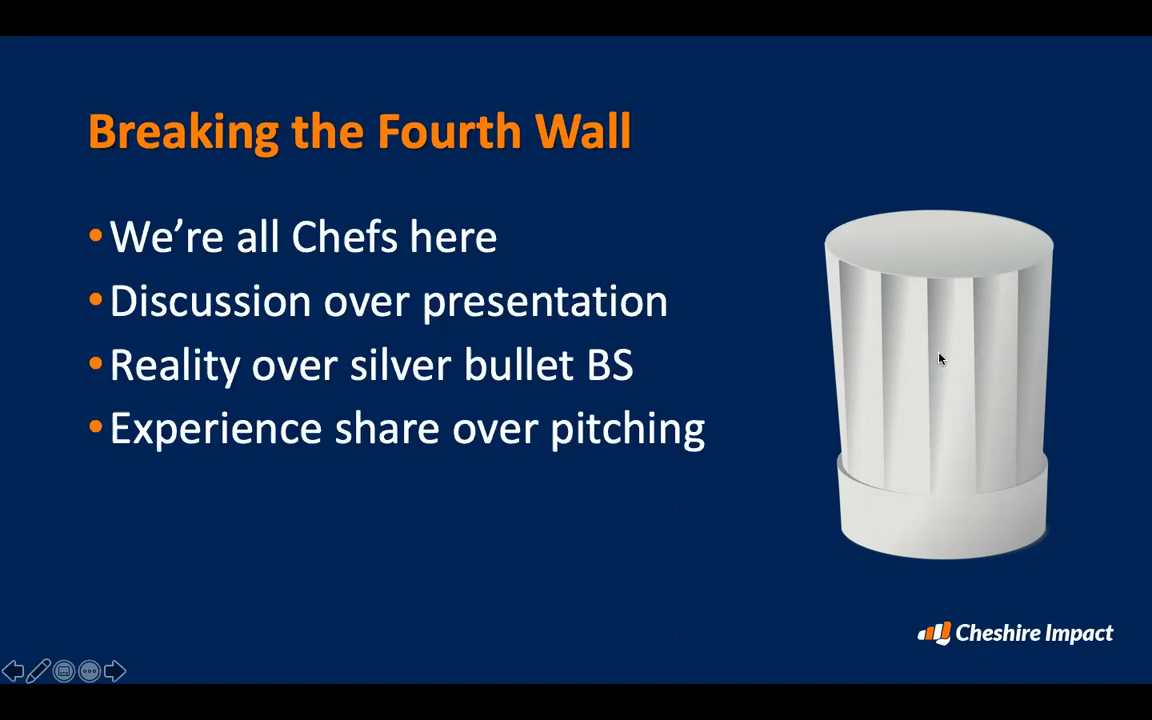 Breaking the Fourth Wall
•We’re all Chefs here
•Discussion over presentation
•Reality over silver bullet BS
•Experience share over pitching
Cheshire Impact